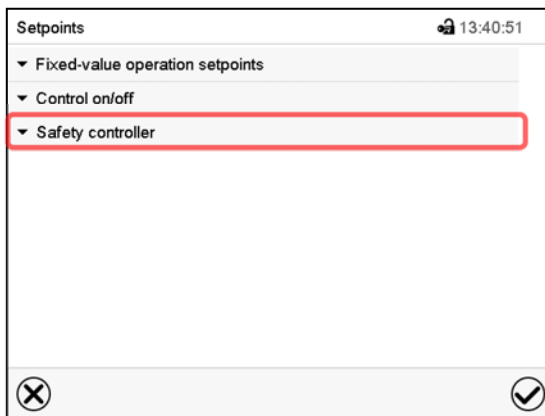 Setpoints 13:40:51
Fixed-value operation setpoints
Control on/off
Safety controller